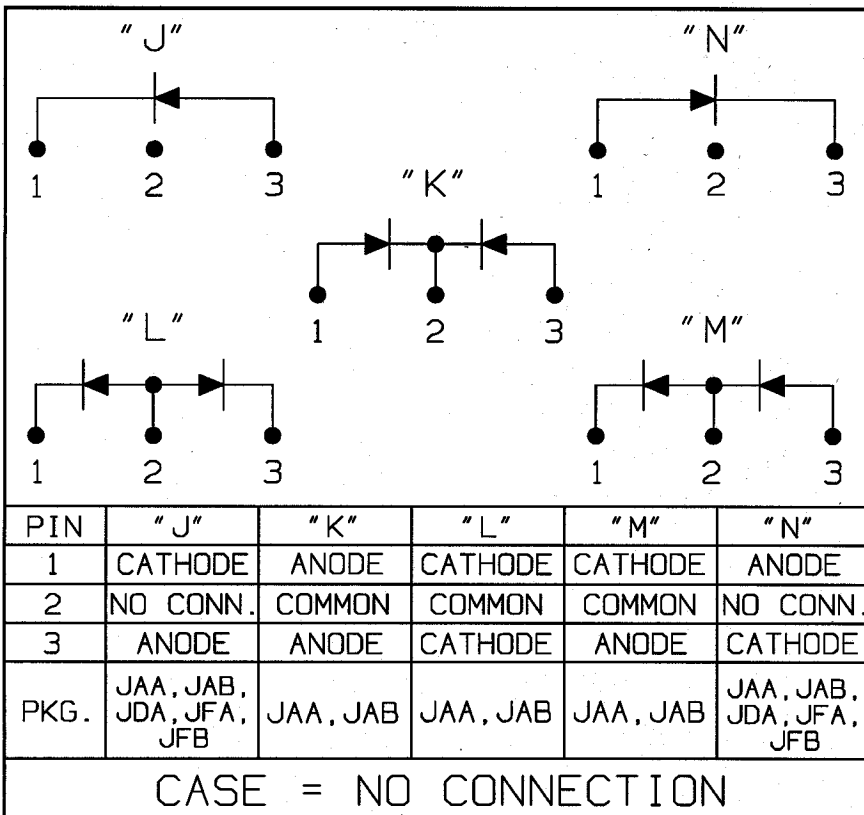 "J" "N"
1 2 3 1 2 3
"K"
1 2 3
"L" "M"
1 2 3 1 2 3
PIN "J" "K" "L" "M" "N"
1 CATHODE ANODE CATHODE CATHODE ANODE
2 NO CONN. COMMON COMMON COMMON NO CONN.
3 ANODE ANODE CATHODE ANODE CATHODE
PKG. JAA, JAB, JDA, JFA, JFB JAA, JAB JAA, JAB JAA, JAB JAA, JAB, JDA, JFA, JFB
CASE = NO CONNECTION